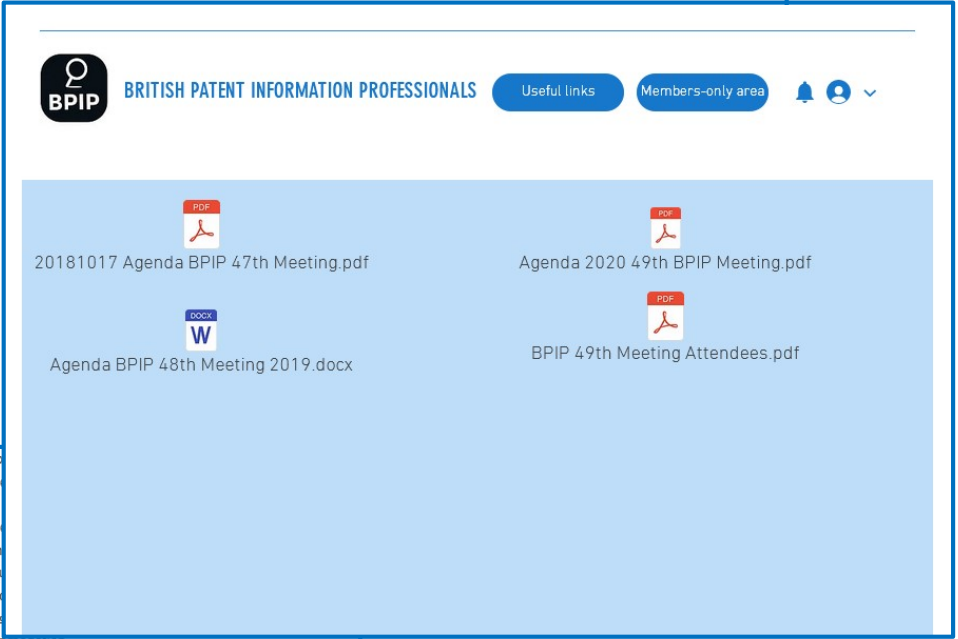 BPIP
BRITISH PATENT INFORMATION PROFESSIONALS
Useful links
Members-only area
PDF
20181017 Agenda BPIP 47th Meeting.pdf
PDF
Agenda 2020 49th BPIP Meeting.pdf
DOCX
W
Agenda BPIP 48th Meeting 2019.docx
PDF
BPIP 49th Meeting Attendees.pdf